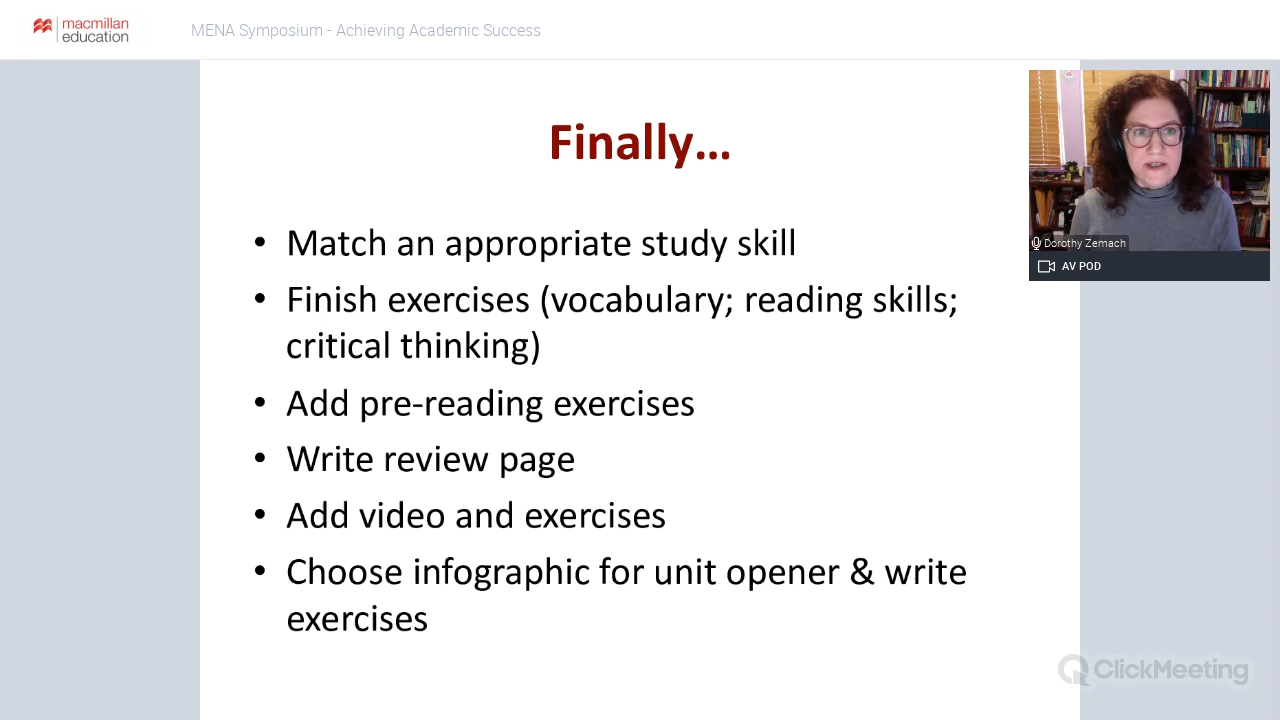 macmillan
education
MENA Symposium - Achieving Academic Success
Finally…
• Match an appropriate study skill
• Finish exercises (vocabulary; reading skills;
critical thinking)
• Add pre-reading exercises
• Write review page
• Add video and exercises
• Choose infographic for unit opener & write
exercises
Dorothy Zemach
AV POD
ClickMeeting